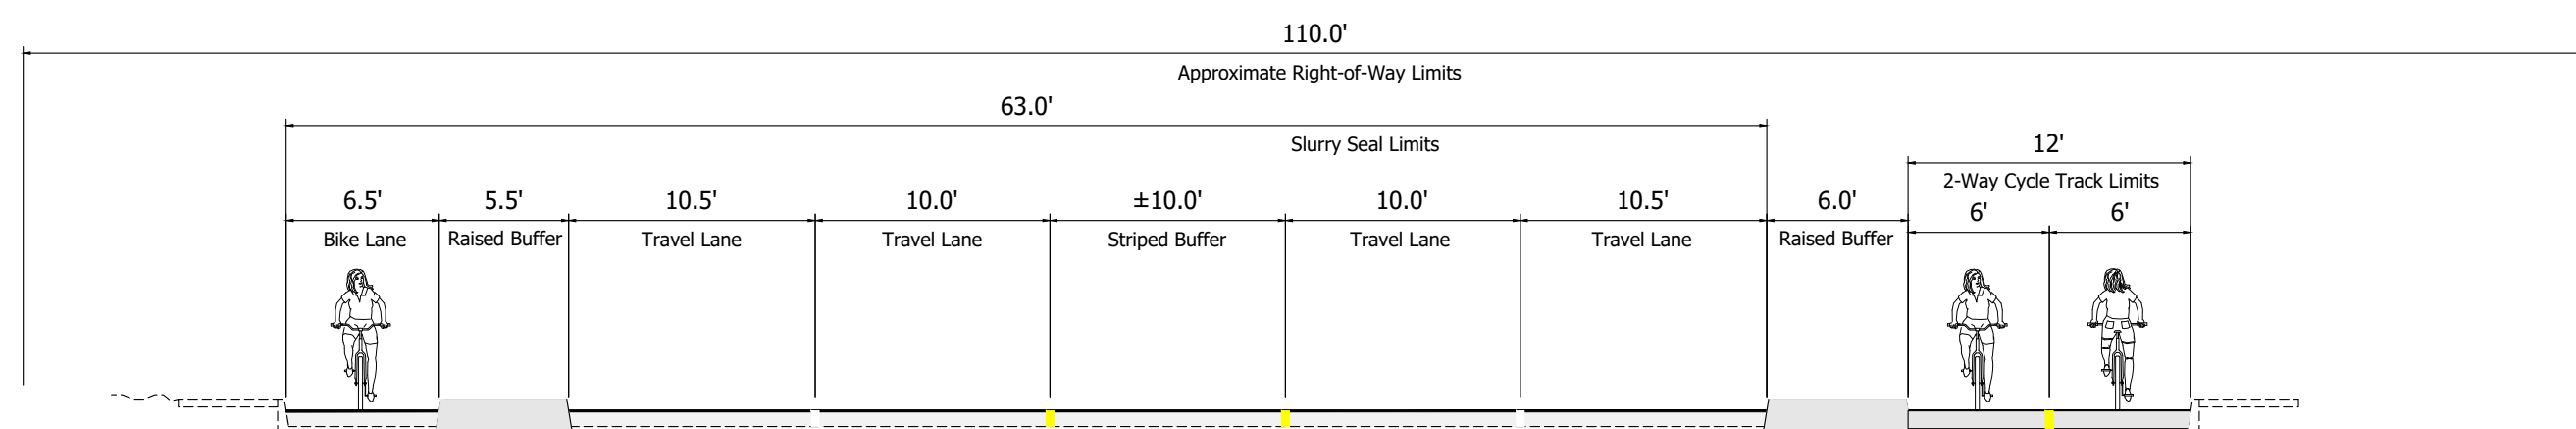 110.0'
Approximate Right-of-Way Limits
63.0'
Slurry Seal Limits
12'
2-Way Cycle Track Limits
6.5' 5.5' 10.5' 10.0' ±10.0' 10.0' 10.5' 6.0' 6' 6'
Bike Lane Raised Buffer Travel Lane Travel Lane Striped Buffer Travel Lane Travel Lane Raised Buffer